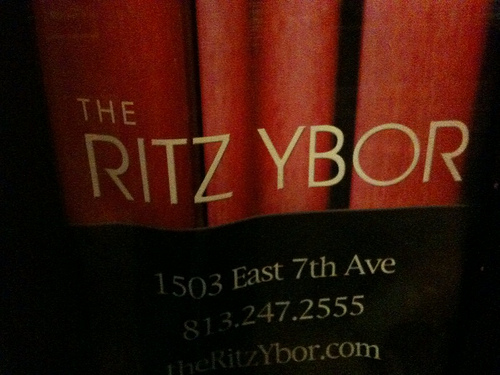 THE
RITZ YBOR
1503 East 7th Ave
813.247.2555
theRitzYbor.com